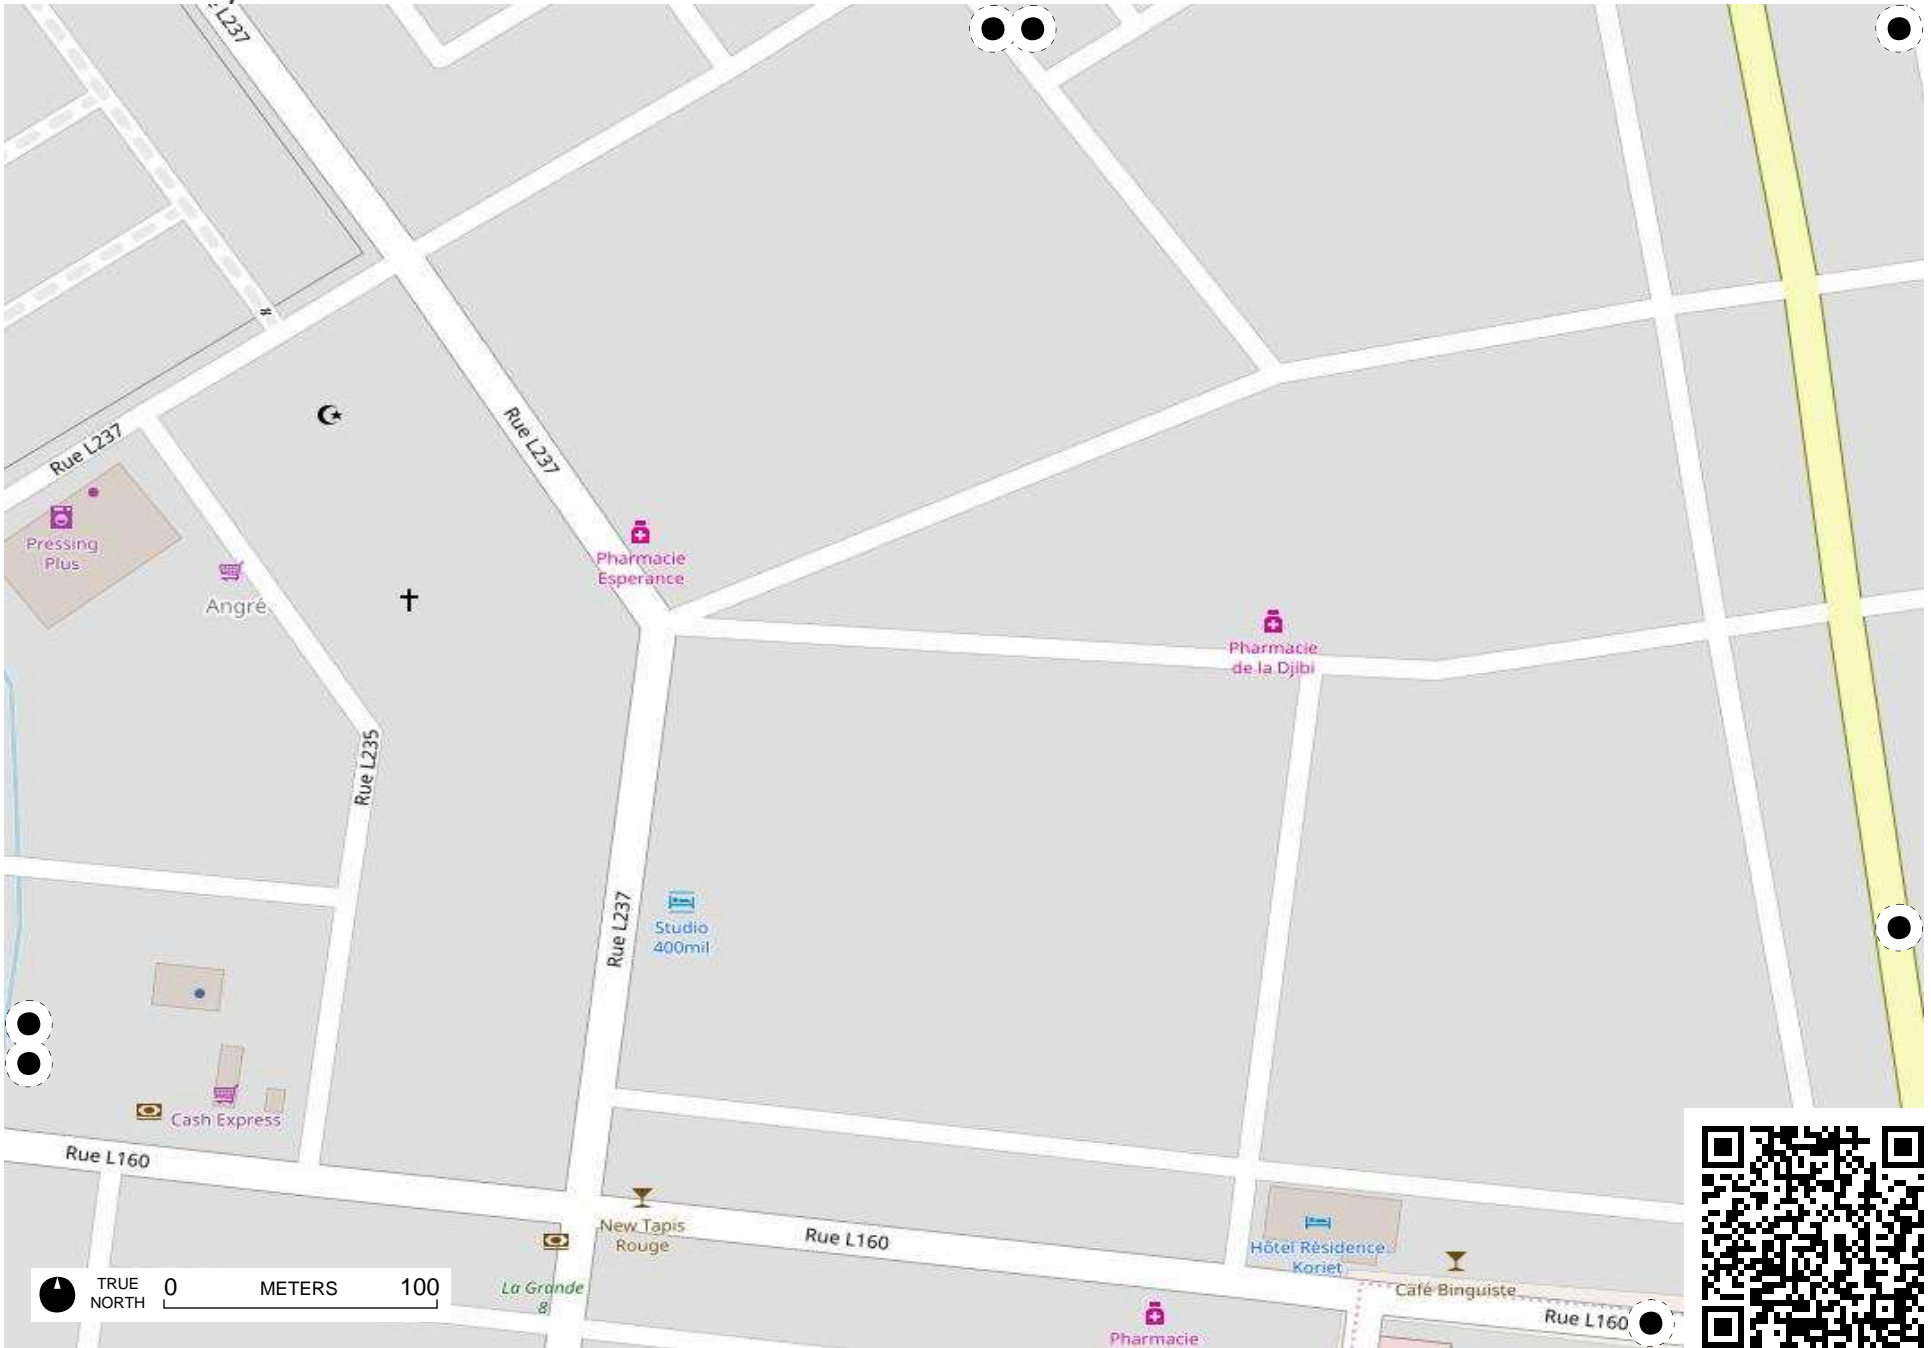 L237
Rue L237
Rue L237
Pressing
Plus
Angré
Pharmacie
Esperance
Pharmacie
de la Djibi
Rue L235
Rue L237
Studio
400mil
Cash Express
Rue L160
New Tapis
Rouge
Rue L160
Hôtel Résidence
Koriet
Café Binguiste
La Grande
8
Rue L160
Pharmacie
TRUE
NORTH
0 METERS 100